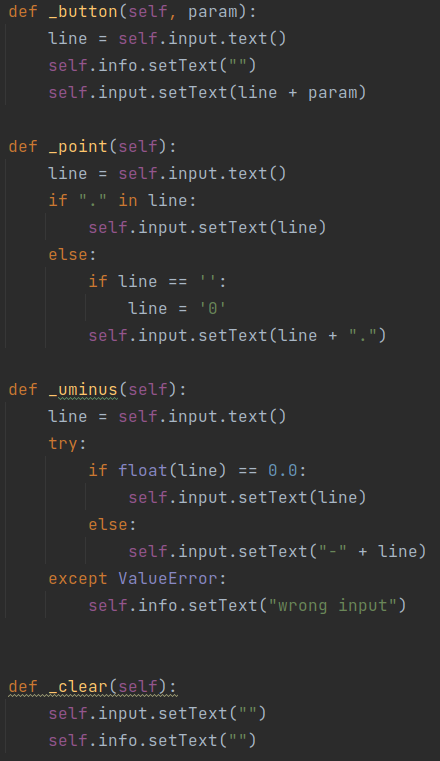 def _button(self, param):
    line = self.input.text()
    self.info.setText("")
    self.input.setText(line + param)

def _point(self):
    line = self.input.text()
    if "." in line:
        self.input.setText(line)
    else:
        if line == '':
            line = '0'
        self.input.setText(line + ".")

def _uminus(self):
    line = self.input.text()
    try:
        if float(line) == 0.0:
            self.input.setText(line)
        else:
            self.input.setText("-" + line)
    except ValueError:
        self.info.setText("wrong input")


def _clear(self):
    self.input.setText("")
    self.info.setText("")